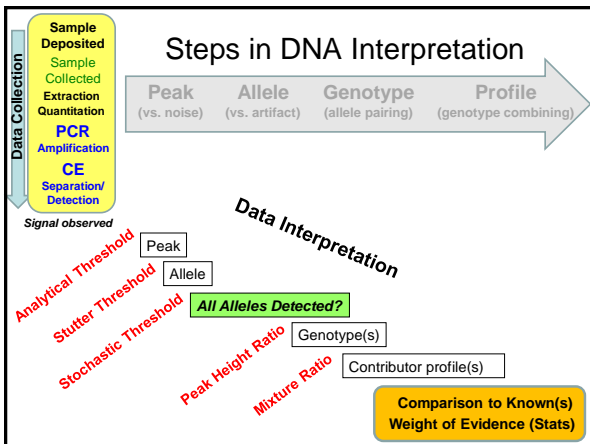 Steps in DNA Interpretation
Data Collection
Sample
Deposited
Sample
Collected
Extraction
Quantitation
PCR
Amplification
CE
Separation/
Detection
Signal observed
Peak
(vs. noise)
Allele
(vs. artifact)
Genotype
(allele pairing)
Profile
(genotype combining)
Data Interpretation
Analytical Threshold
Peak
Stutter Threshold
Allele
Stochastic Threshold
All Alleles Detected?
Peak Height Ratio
Genotype(s)
Mixture Ratio
Contributor profile(s)
Comparison to Known(s)
Weight of Evidence (Stats)